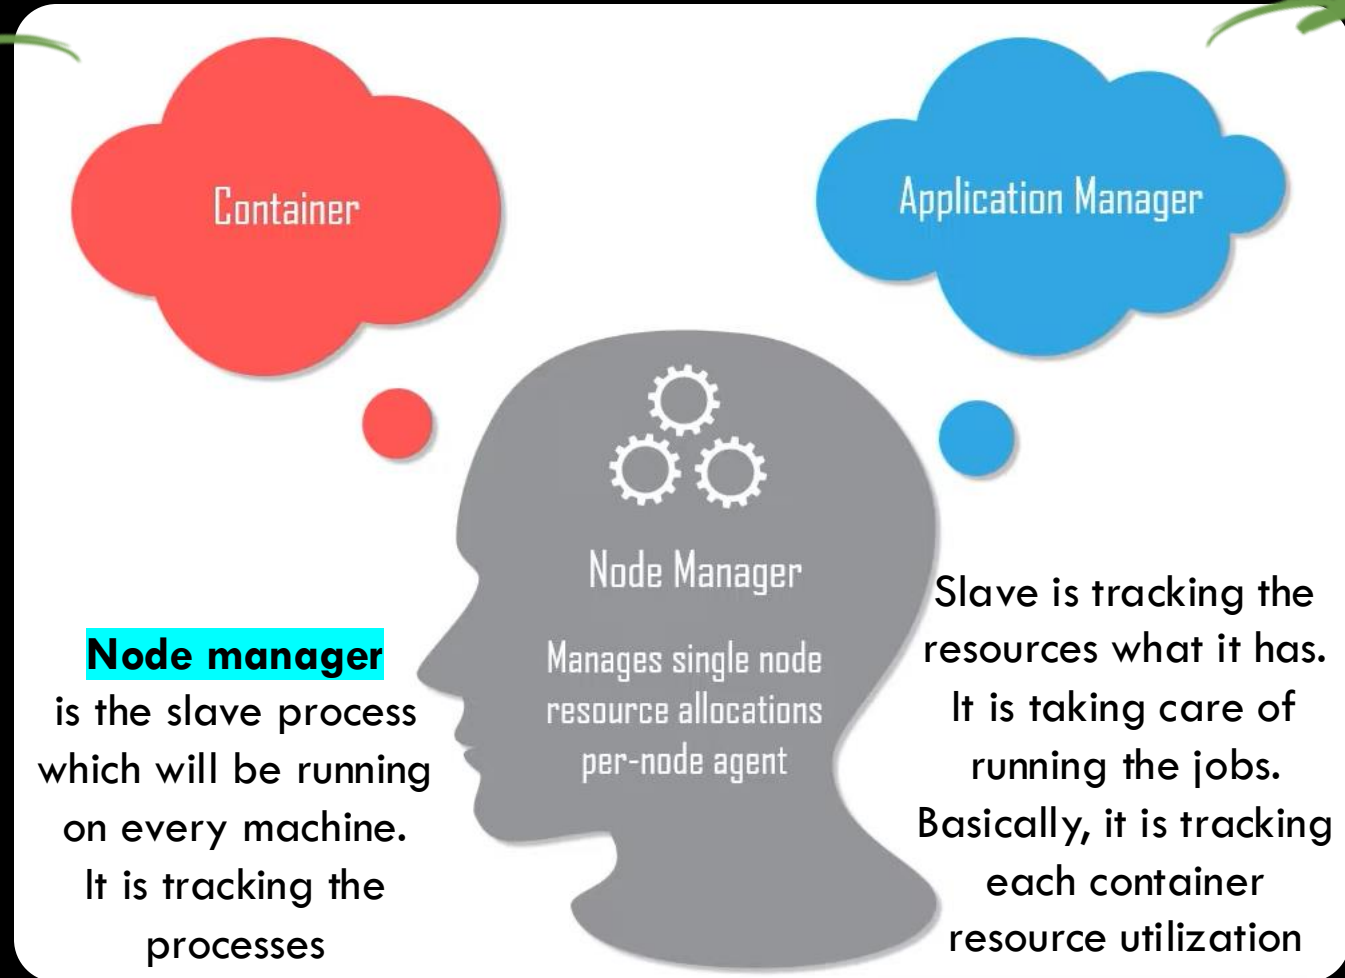 Container
Application Manager
Node Manager
Manages single node
resource allocations
per-node agent
Node manager
is the slave process
which will be running
on every machine.
It is tracking the
processes
Slave is tracking the
resources what it has.
It is taking care of
running the jobs.
Basically, it is tracking
each container
resource utilization